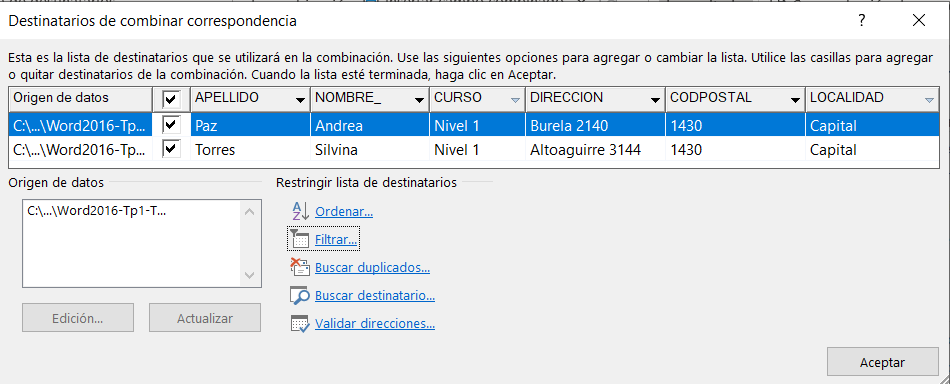 Destinatarios de combinar correspondencia
?
Esta es la lista de destinatarios que se utilizará en la combinación. Use las siguientes opciones para agregar o cambiar la lista. Utilice las casillas para agregar
o quitar destinatarios de la combinación. Cuando la lista esté terminada, haga clic en Aceptar.
Origen de datos APELLIDO NOMBRE_ CURSO DIRECCION CODPOSTAL LOCALIDAD
C:\...\Word2016-Tp... Paz Andrea Nivel 1 Burela 2140 1430 Capital
C:\...\Word2016-Tp... Torres Silvina Nivel 1 Altoaguirre 3144 1430 Capital
Origen de datos
C:\...\Word2016-Tp1-T...
Edición... Actualizar
Restringir lista de destinatarios
Ordenar...
Filtrar...
Buscar duplicados...
Buscar destinatario...
Validar direcciones...
Aceptar